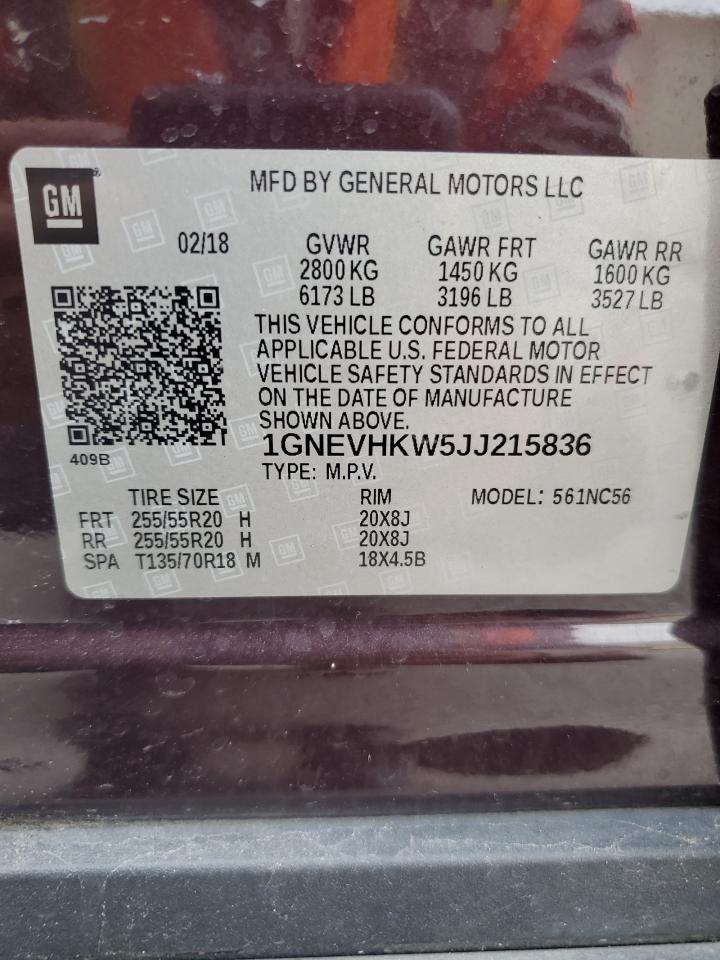 GM
MFD BY GENERAL MOTORS LLC
02/18 GVWR GAWR FRT GAWR RR
2800 KG 1450 KG 1600 KG
6173 LB 3196 LB 3527 LB
THIS VEHICLE CONFORMS TO ALL
APPLICABLE U.S. FEDERAL MOTOR
VEHICLE SAFETY STANDARDS IN EFFECT
ON THE DATE OF MANUFACTURE
SHOWN ABOVE.
409B
1GNEVHKW5JJ215836
TYPE: M.P.V.
TIRE SIZE RIM MODEL: 561NC56
FRT 255/55R20 H 20X8J
RR 255/55R20 H 20X8J
SPA T135/70R18 M 18X4.5B